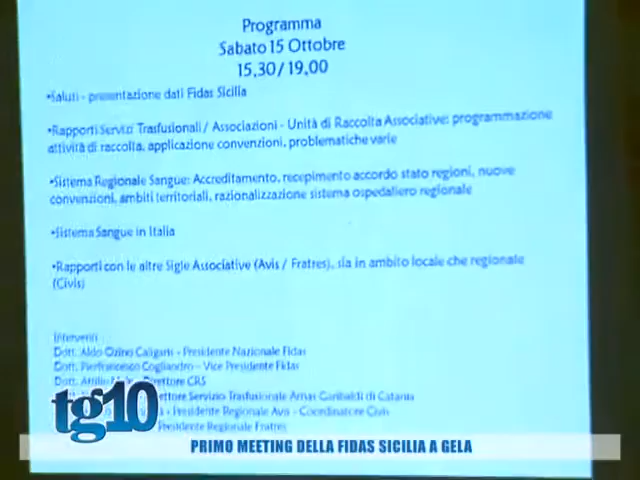 Programma
Sabato 15 Ottobre
15,30/19,00
•Saluti - presentazione dati Fidas Sicilia
•Rapporti Servizi Trasfusionali / Associazioni - Unità di Raccolta Associative: programmazione
attività di raccolta, applicazione convenzioni, problematiche varie
•Sistema Regionale Sangue: Accreditamento, recepimento accordo stato regioni, nuove
convenzioni, ambiti territoriali, razionalizzazione sistema ospedaliero regionale
•Sistema Sangue in Italia
•Rapporti con le altre Sigle Associative (Avis / Fratres), sia in ambito locale che regionale
(Civis)
Interventi
Dott. Aldo Ozino Caligaris - Presidente Nazionale Fidas
Dott. Pierfrancesco Cogliandro - Vice Presidente Fidas
Dott. Attilio Direttore CRS
ettore Servizio Trasfusionale Arnas Garibaldi di Catania
- Presidente Regionale Avis - Coordinatore Civis
Presidente Regionale Fratres
tg10
PRIMO MEETING DELLA FIDAS SICILIA A GELA